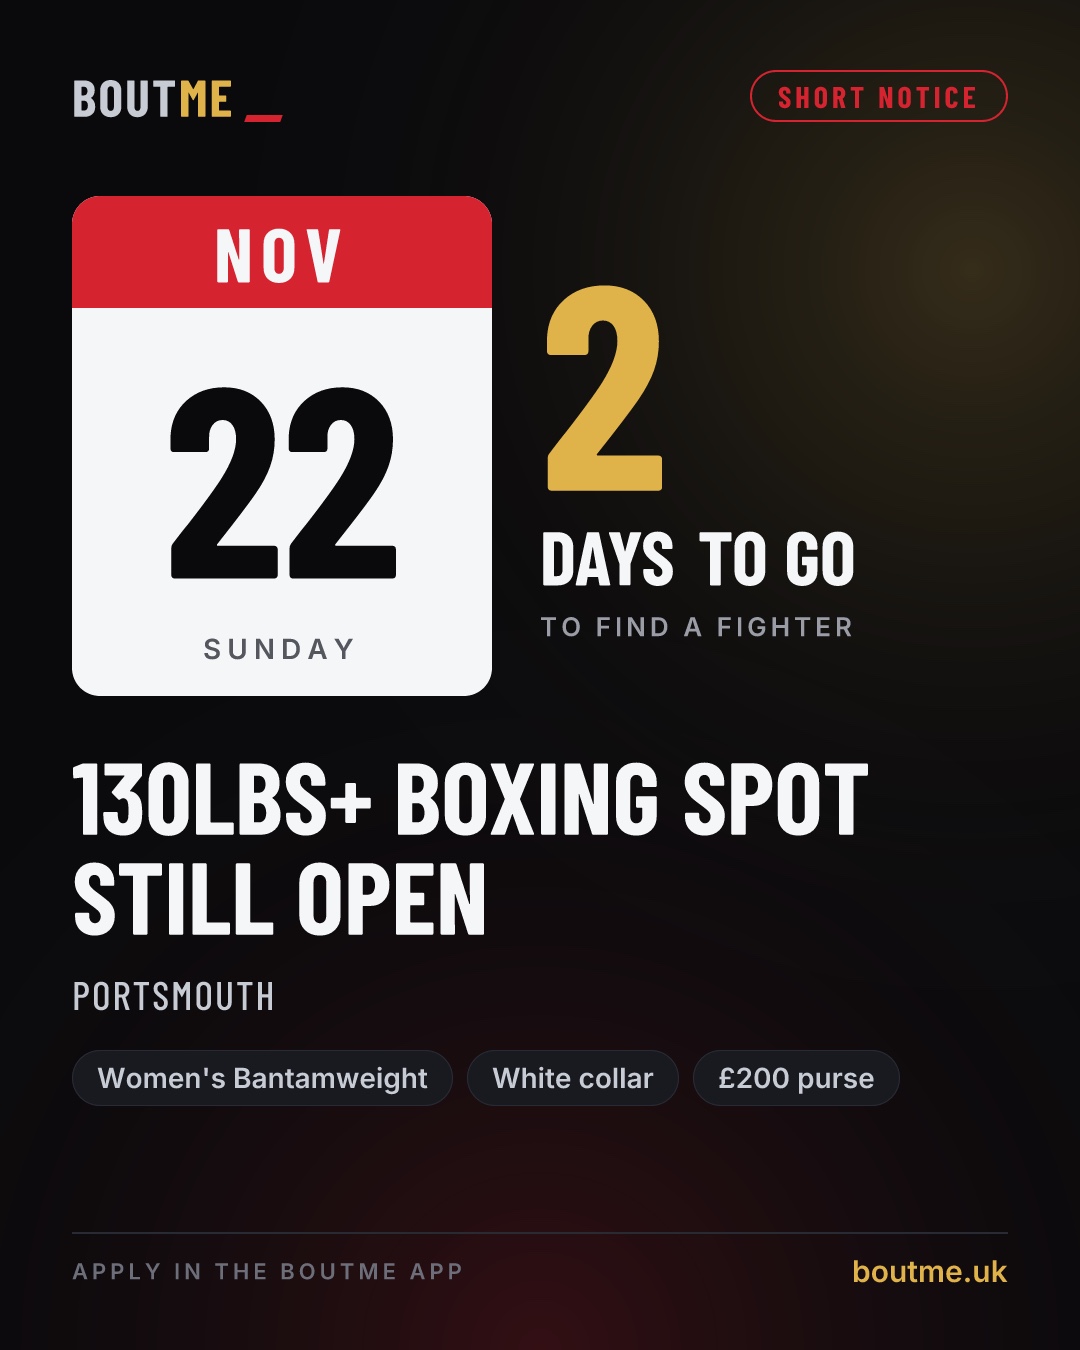 BOUTME
SHORT NOTICE
NOV
22
SUNDAY
2
DAYS TO GO
TO FIND A FIGHTER
130LBS+ BOXING SPOT
STILL OPEN
PORTSMOUTH
Women's Bantamweight
White collar
£200 purse
APPLY IN THE BOUTME APP
boutme.uk